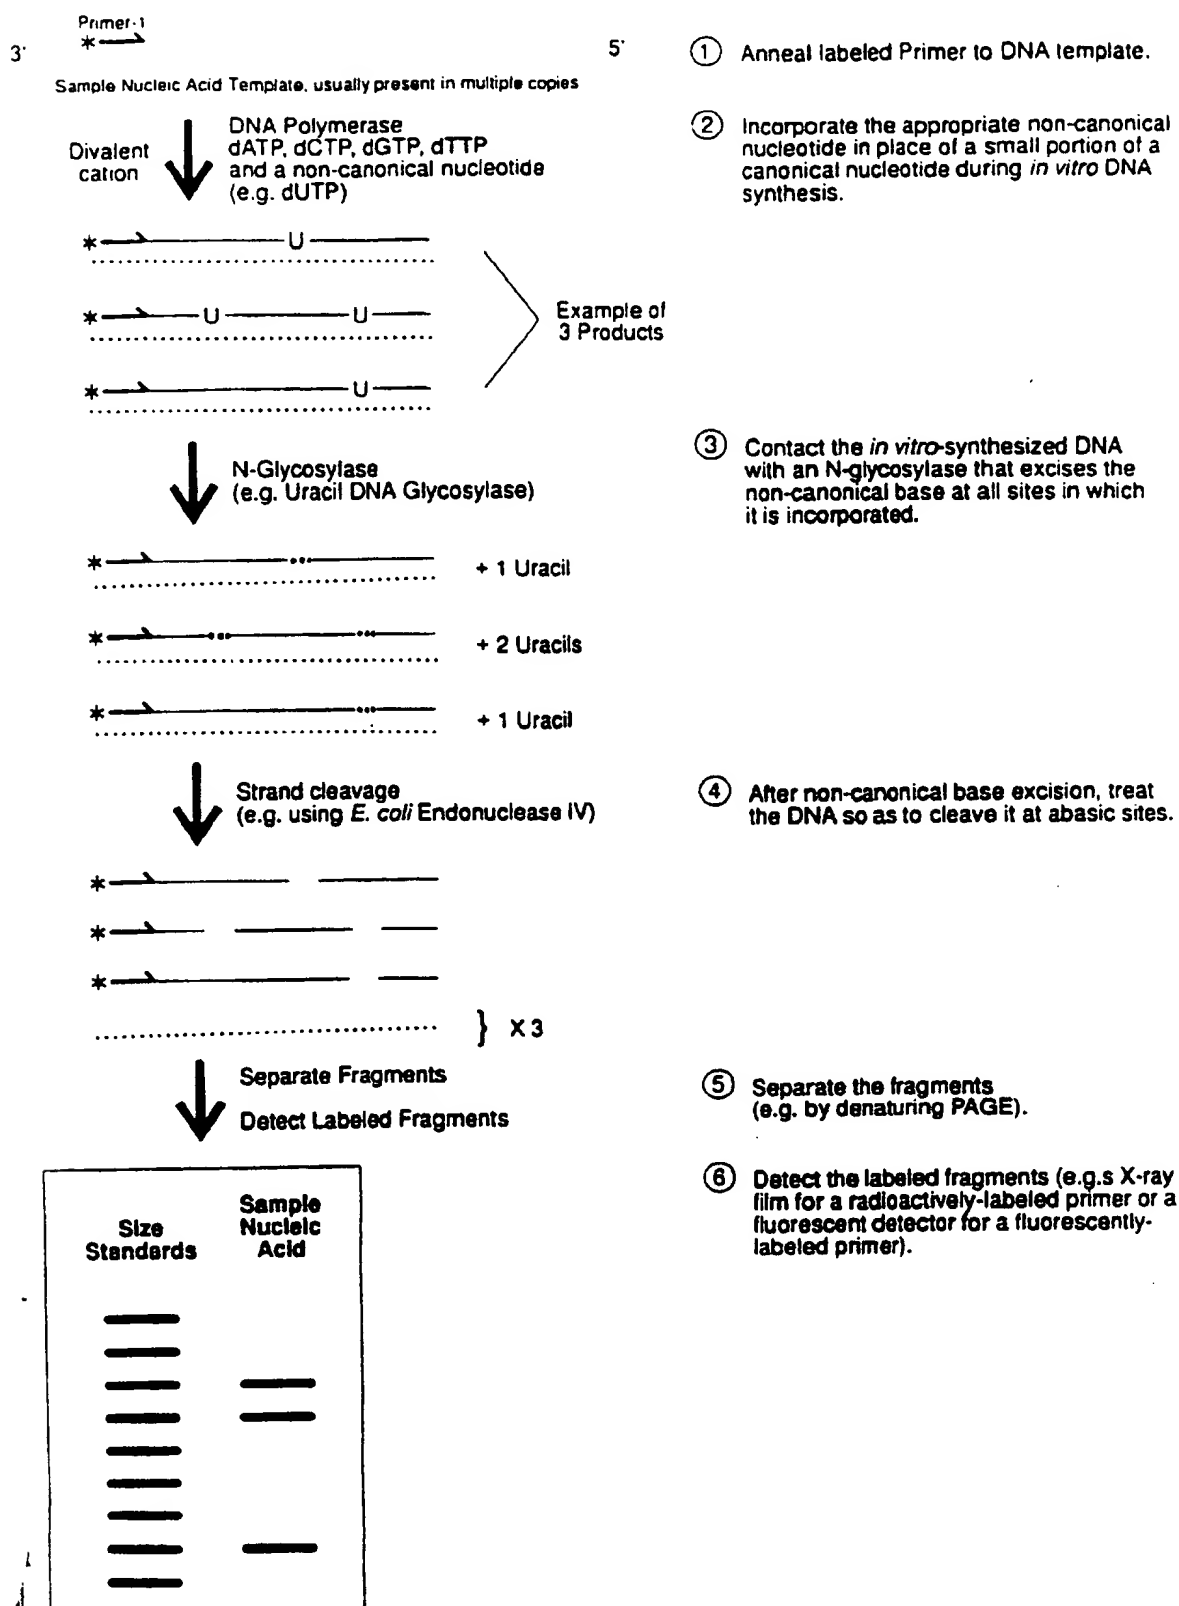 Primer-1
3'
5'
Sample Nucleic Acid Template, usually present in multiple copies
① Anneal labeled Primer to DNA template.
Divalent
cation
DNA Polymerase
dATP, dCTP, dGTP, dTTP
and a non-canonical nucleotide
(e.g. dUTP)
② Incorporate the appropriate non-canonical
nucleotide in place of a small portion of a
canonical nucleotide during in vitro DNA
synthesis.
U
U U
U
Example of
3 Products
N-Glycosylase
(e.g. Uracil DNA Glycosylase)
③ Contact the in vitro-synthesized DNA
with an N-glycosylase that excises the
non-canonical base at all sites in which
it is incorporated.
+ 1 Uracil
+ 2 Uracils
+ 1 Uracil
Strand cleavage
(e.g. using E. coli Endonuclease IV)
④ After non-canonical base excision, treat
the DNA so as to cleave it at abasic sites.
} X 3
Separate Fragments
Detect Labeled Fragments
⑤ Separate the fragments
(e.g. by denaturing PAGE).
⑥ Detect the labeled fragments (e.g.s X-ray
film for a radioactively-labeled primer or a
fluorescent detector for a fluorescently-
labeled primer).
Size
Standards
Sample
Nucleic
Acid